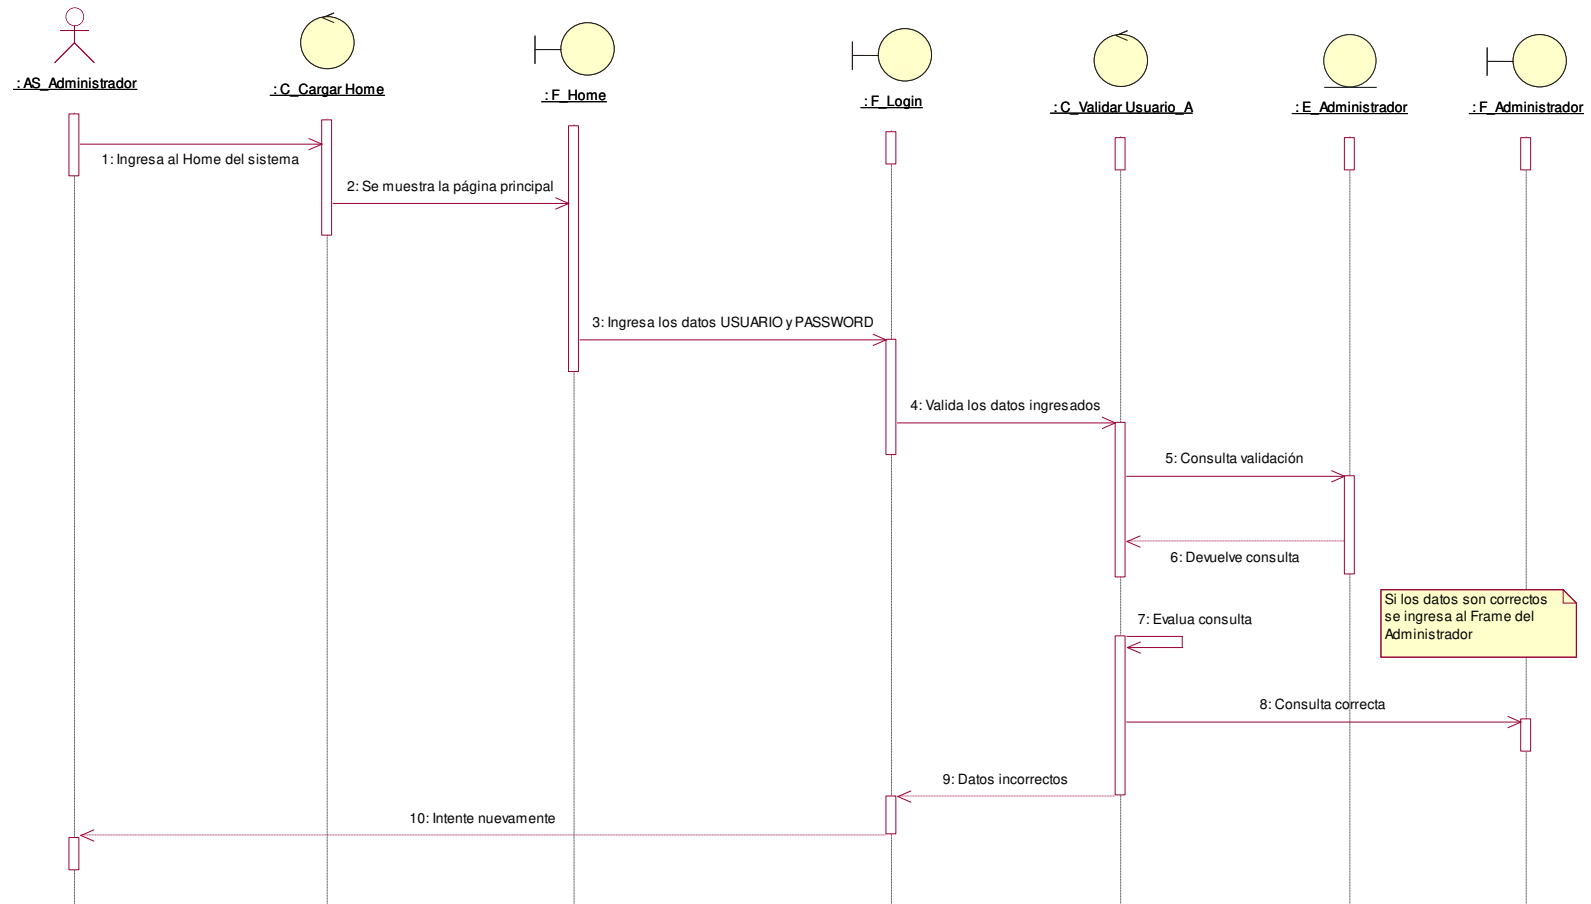 : AS_Administrador
: C_Cargar Home
: F_Home
: F_Login
: C_Validar Usuario_A
: E_Administrador
: F_Administrador
1: Ingresa al Home del sistema
2: Se muestra la página principal
3: Ingresa los datos USUARIO y PASSWORD
4: Valida los datos ingresados
5: Consulta validación
6: Devuelve consulta
Si los datos son correctos
se ingresa al Frame del
Administrador
7: Evalua consulta
8: Consulta correcta
9: Datos incorrectos
10: Intente nuevamente